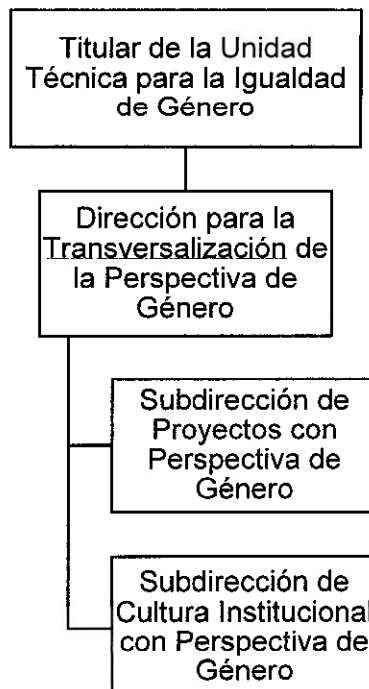 Titular de la Unidad
Técnica para la Igualdad
de Género
Dirección para la
Transversalización de
la Perspectiva de
Género
Subdirección de
Proyectos con
Perspectiva de
Género
Subdirección de
Cultura Institucional
con Perspectiva de
Género